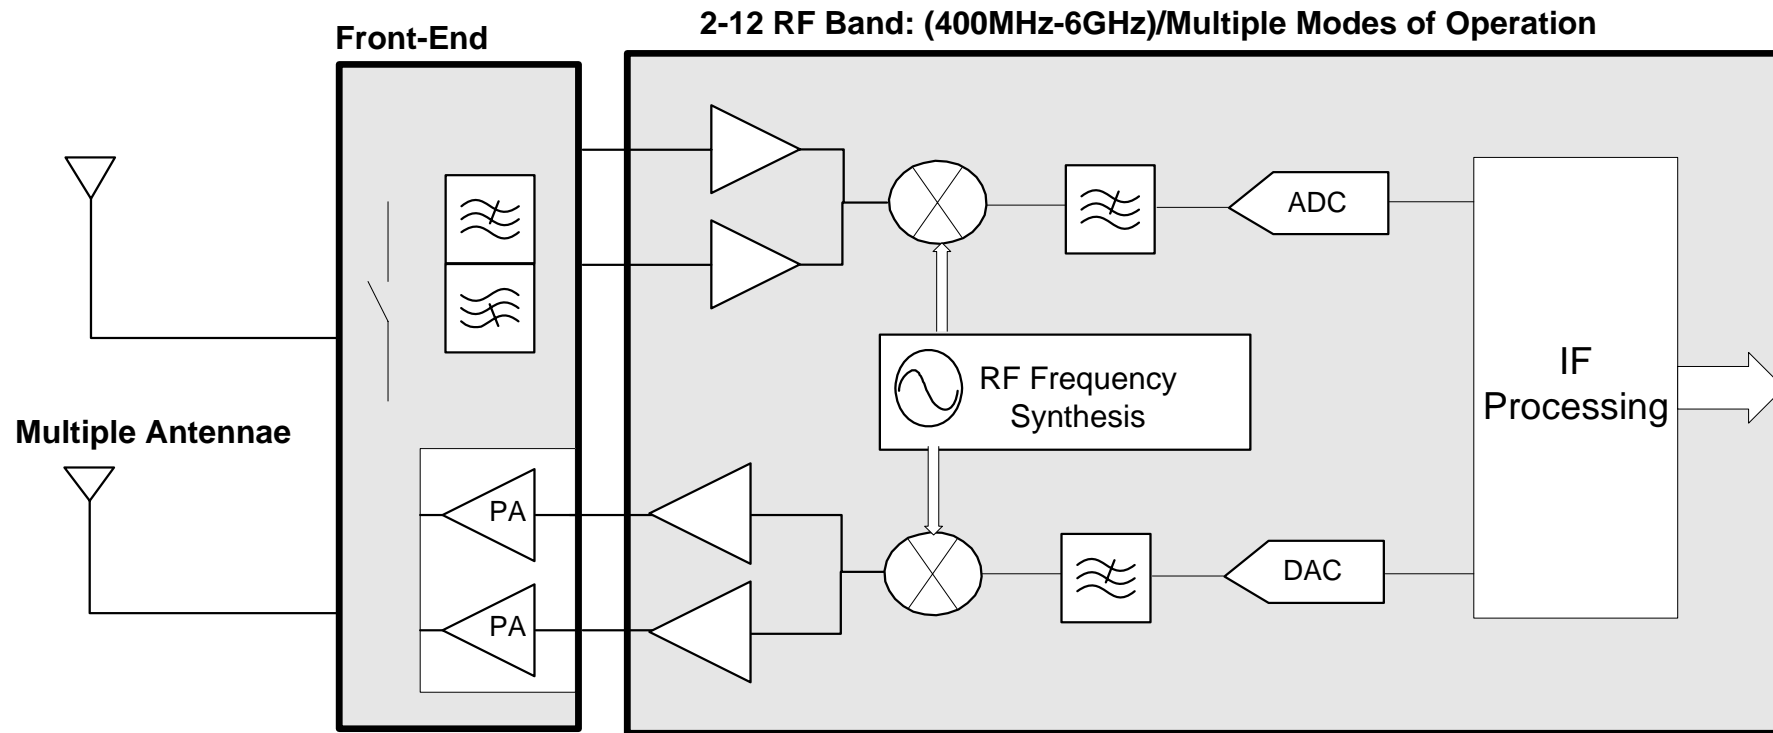 2-12 RF Band: (400MHz-6GHz)/Multiple Modes of Operation
Front-End
ADC
RF Frequency
Synthesis
IF
Processing
Multiple Antennae
PA
DAC
PA